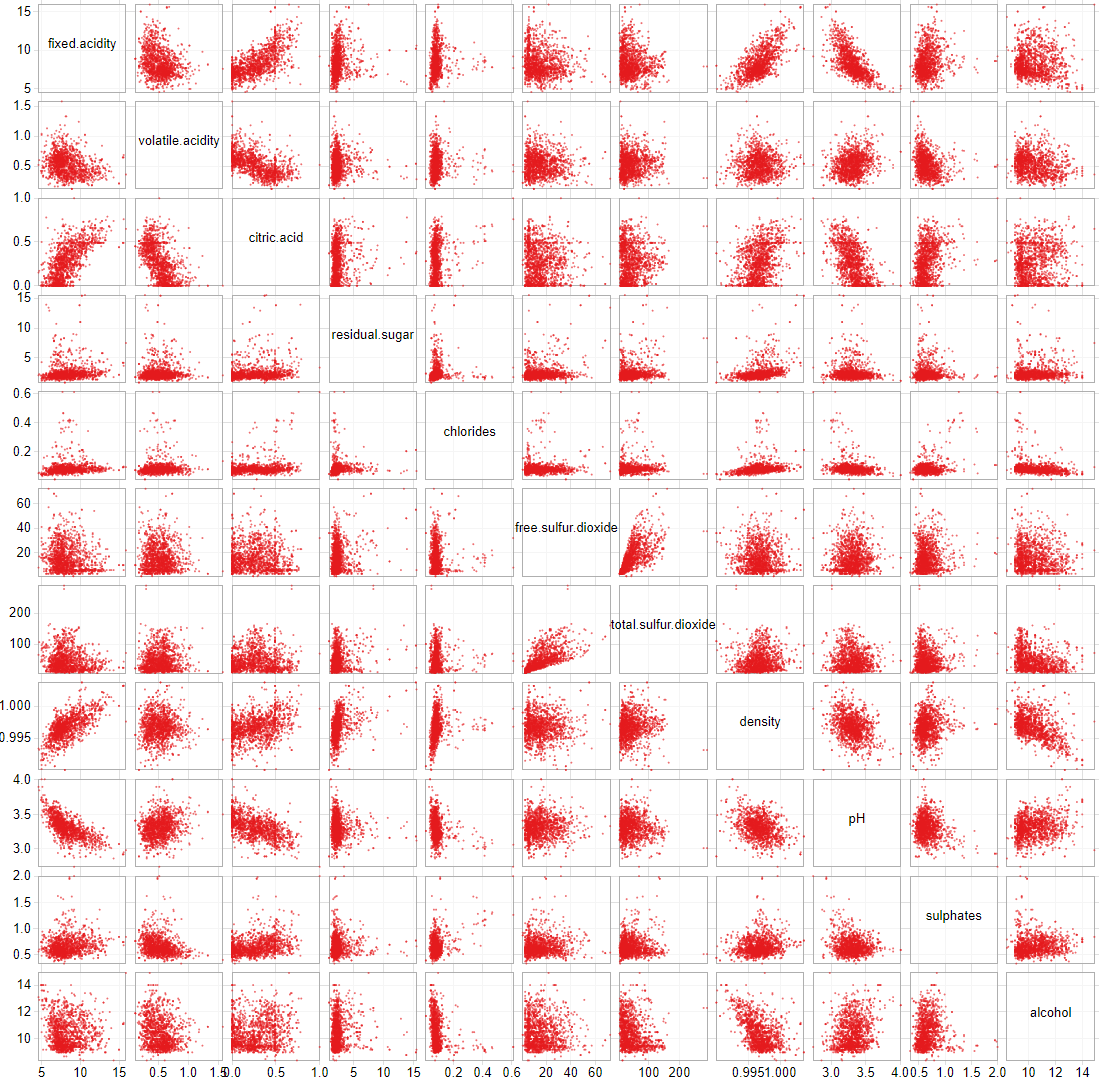 15
10
5
fixed.acidity
1.5
1.0
0.5
volatile.acidity
1.0
0.5
0.0
citric.acid
15
10
5
residual.sugar
0.6
0.4
0.2
chlorides
60
40
20
free.sulfur.dioxide
200
100
total.sulfur.dioxide
1.000
0.995
density
4.0
3.5
3.0
pH
2.0
1.5
1.0
0.5
sulphates
14
12
10
alcohol
5 10 15 0.5 1.0 1.5 0.0 0.5 1.0 5 10 15 0.2 0.4 0.6 20 40 60 100 200 0.995 1.000 3.0 3.5 4.0 0.5 1.0 1.5 2.0 10 12 14